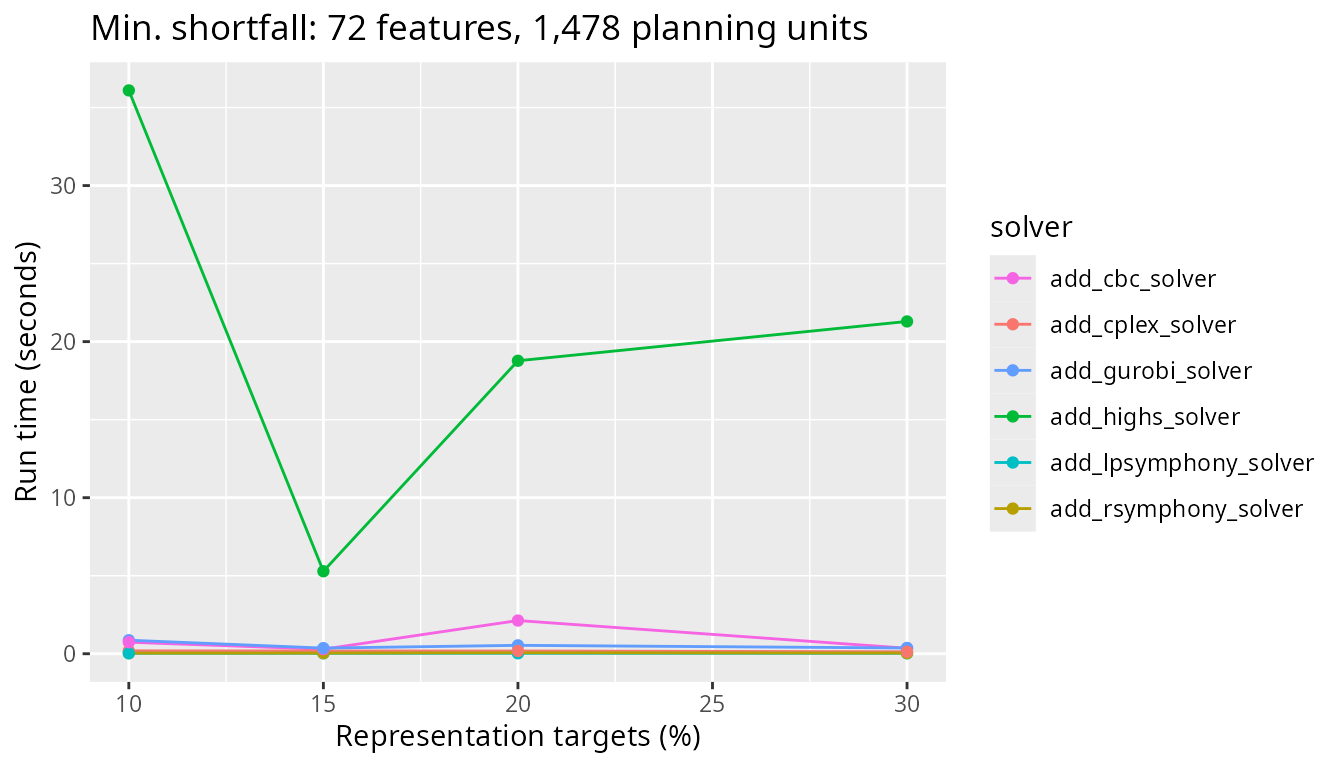 Min. shortfall: 72 features, 1,478 planning units
Run time (seconds)
30
20
10
0
10 15 20 25 30
Representation targets (%)
solver
add_cbc_solver
add_cplex_solver
add_gurobi_solver
add_highs_solver
add_lpsymphony_solver
add_rsymphony_solver